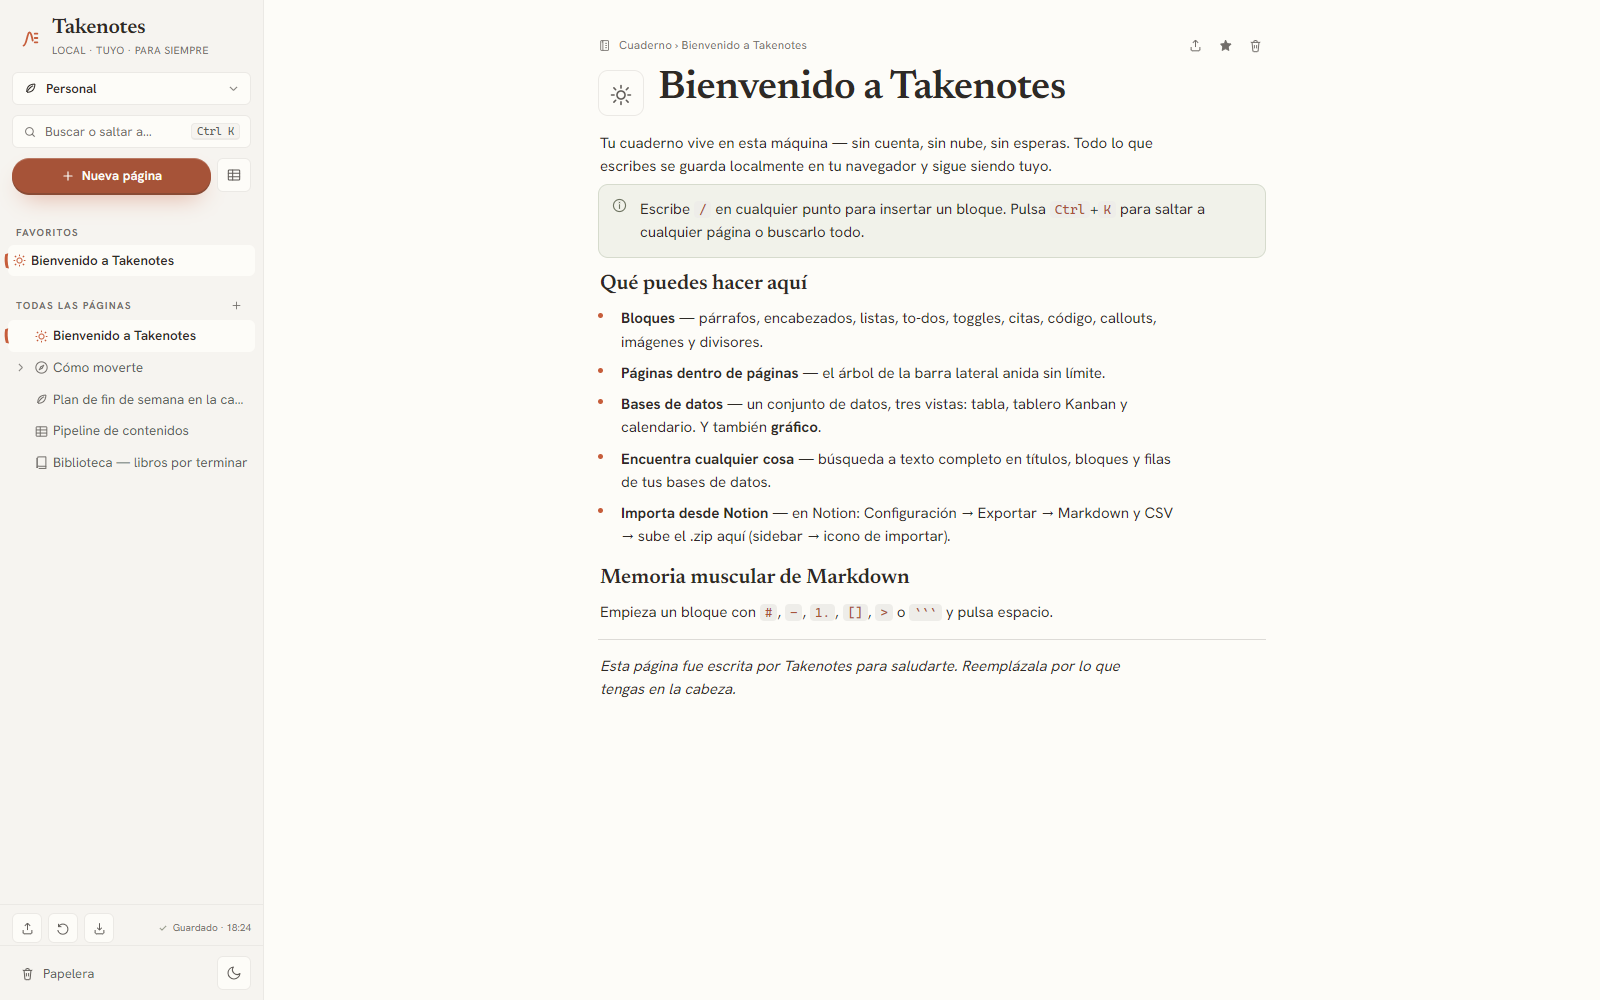 Takenotes
LOCAL · TUYO · PARA SIEMPRE
Personal
Buscar o saltar a... Ctrl K
+ Nueva página
FAVORITOS
Bienvenido a Takenotes
TODAS LAS PÁGINAS +
Bienvenido a Takenotes
Cómo moverte
Plan de fin de semana en la ca...
Pipeline de contenidos
Biblioteca — libros por terminar
Guardado · 18:24
Papelera
Cuaderno › Bienvenido a Takenotes
Bienvenido a Takenotes
Tu cuaderno vive en esta máquina — sin cuenta, sin nube, sin esperas. Todo lo que
escribes se guarda localmente en tu navegador y sigue siendo tuyo.
Escribe / en cualquier punto para insertar un bloque. Pulsa Ctrl + K para saltar a
cualquier página o buscarlo todo.
Qué puedes hacer aquí
• Bloques — párrafos, encabezados, listas, to-dos, toggles, citas, código, callouts,
imágenes y divisores.
• Páginas dentro de páginas — el árbol de la barra lateral anida sin límite.
• Bases de datos — un conjunto de datos, tres vistas: tabla, tablero Kanban y
calendario. Y también gráfico.
• Encuentra cualquier cosa — búsqueda a texto completo en títulos, bloques y filas
de tus bases de datos.
• Importa desde Notion — en Notion: Configuración → Exportar → Markdown y CSV
→ sube el .zip aquí (sidebar → icono de importar).
Memoria muscular de Markdown
Empieza un bloque con #, -, 1., [], > o ``` y pulsa espacio.
Esta página fue escrita por Takenotes para saludarte. Reemplázala por lo que
tengas en la cabeza.